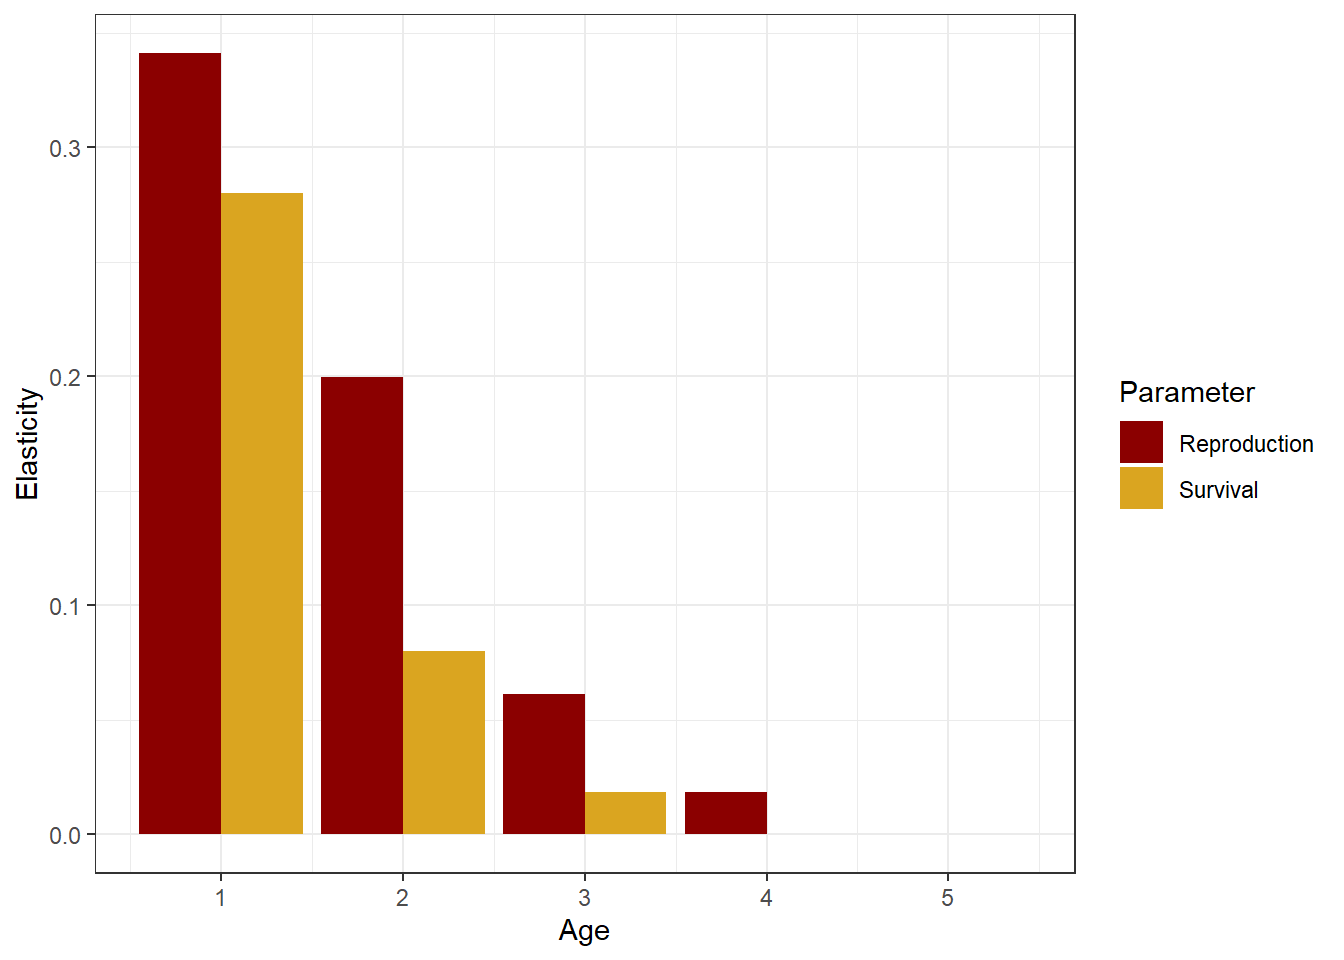 0.3
0.2
0.1
0.0
Elasticity
1 2 3 4 5
Age
Parameter
Reproduction
Survival